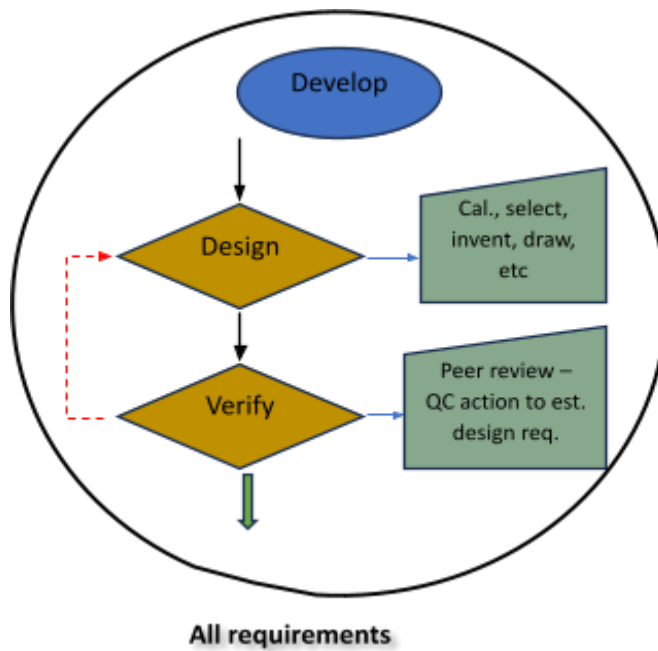 Develop
Design
Cal., select,
invent, draw,
etc
Verify
Peer review –
QC action to est.
design req.
All requirements